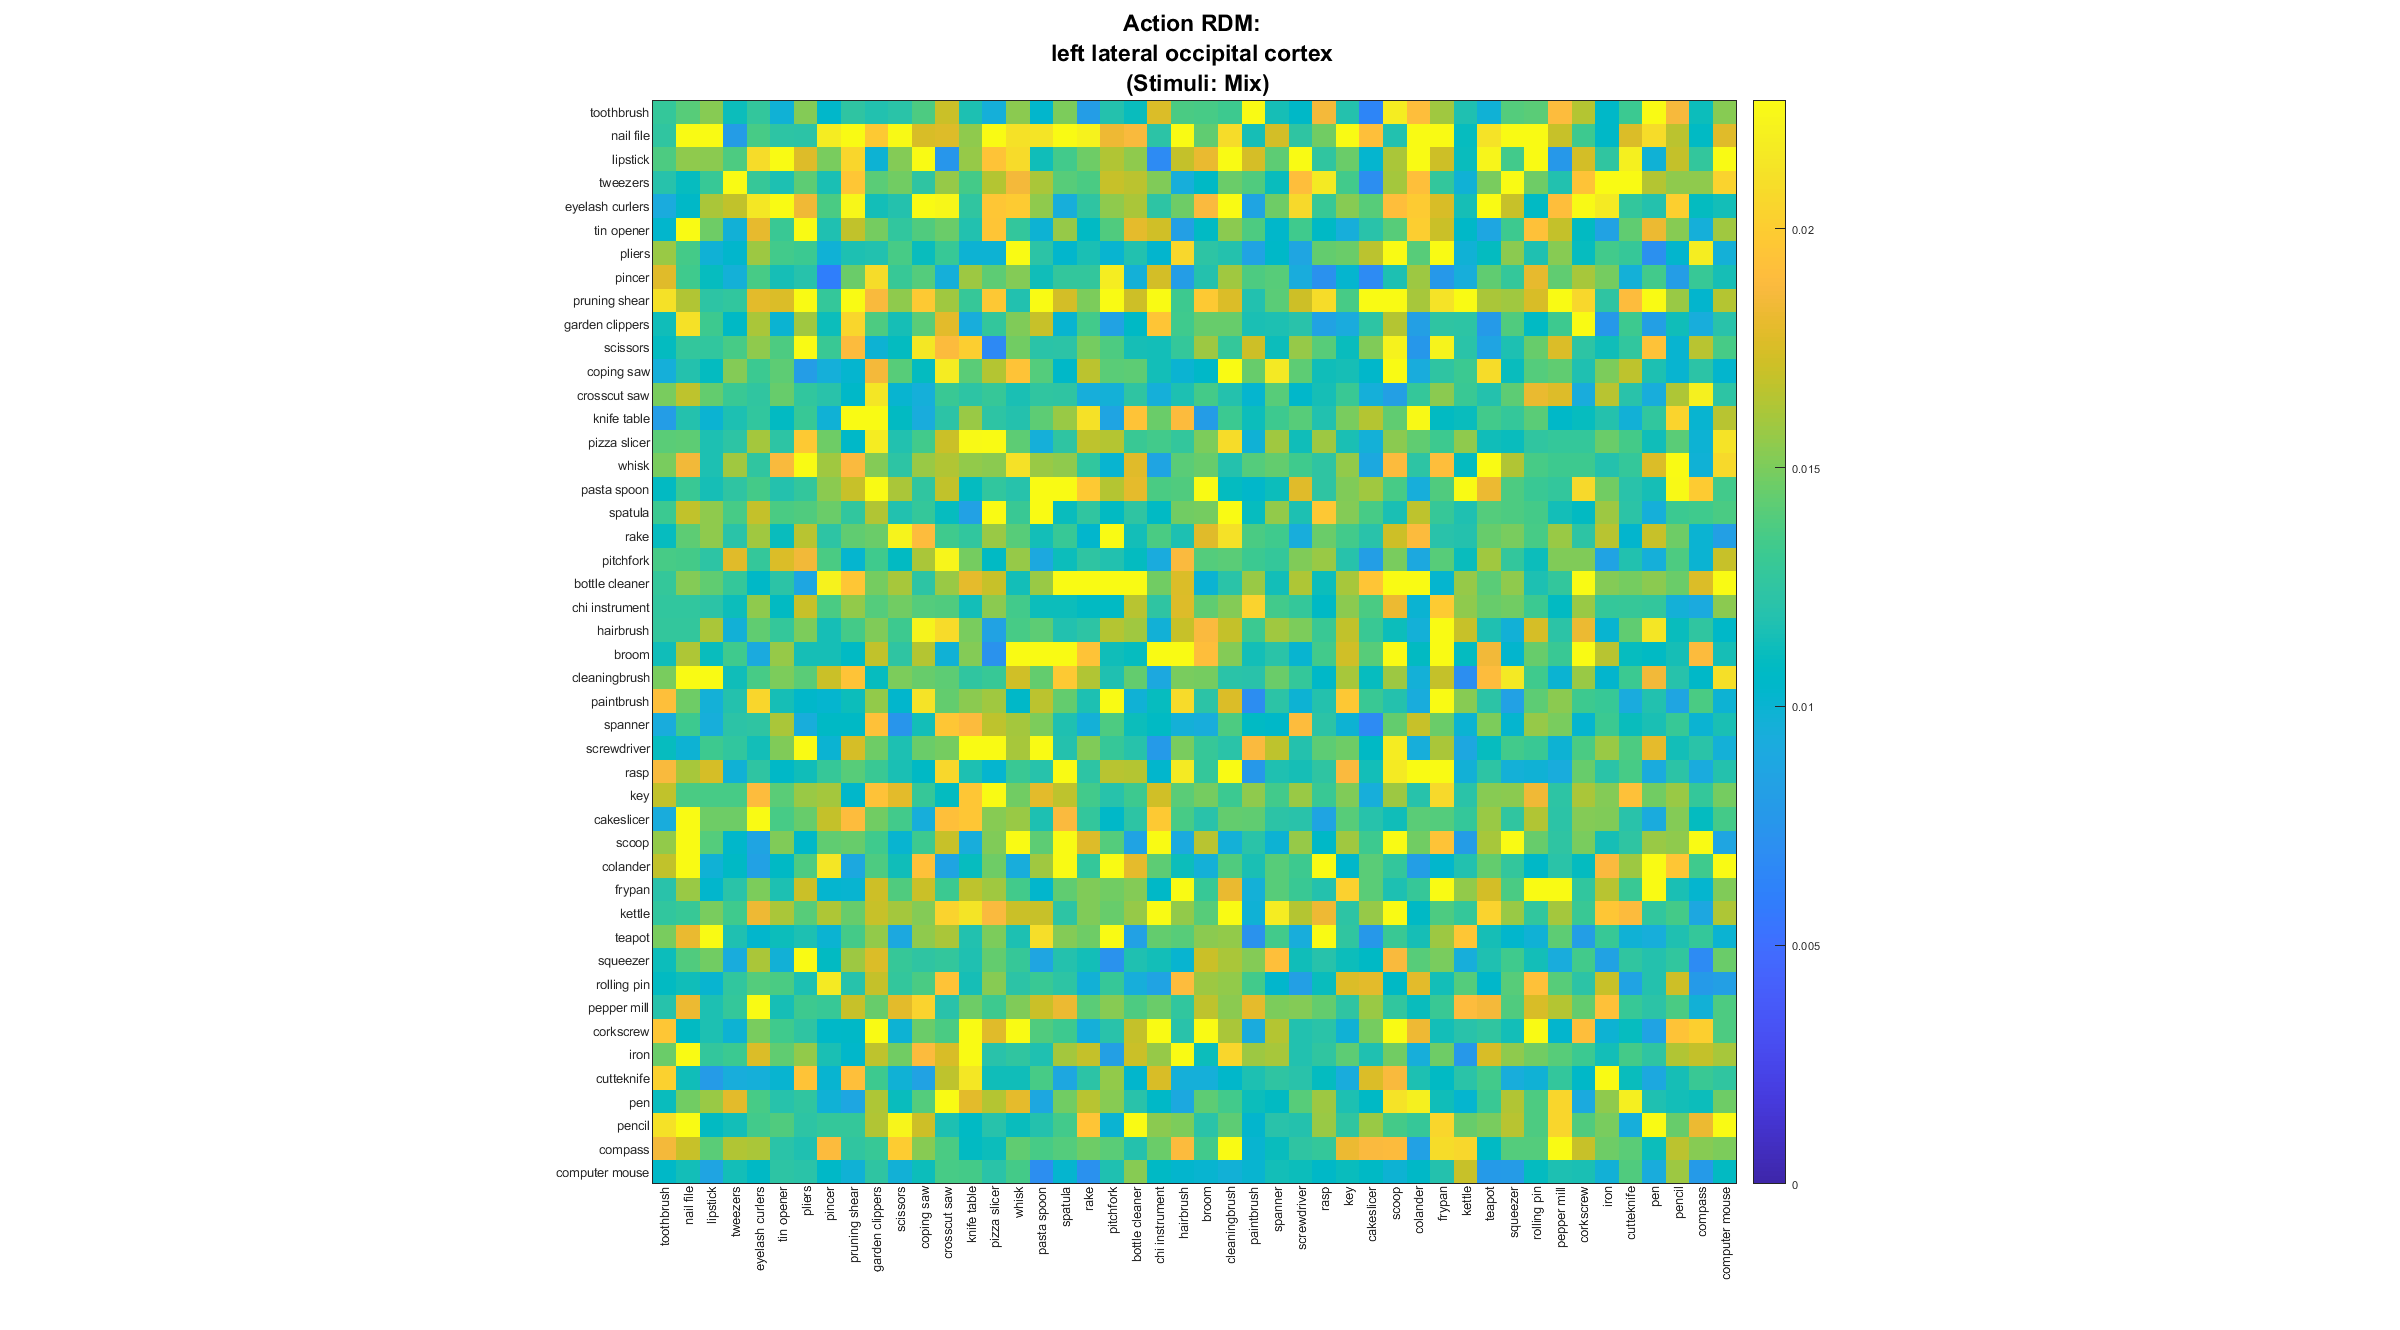 Action RDM:
left lateral occipital cortex
(Stimuli: Mix)
toothbrush
nail file
lipstick
tweezers
eyelash curlers
tin opener
pliers
pincer
pruning shear
garden clippers
scissors
coping saw
crosscut saw
knife table
pizza slicer
whisk
pasta spoon
spatula
rake
pitchfork
bottle cleaner
chi instrument
hairbrush
broom
cleaningbrush
paintbrush
spanner
screwdriver
rasp
key
cakeslicer
scoop
colander
frypan
kettle
teapot
squeezer
rolling pin
pepper mill
corkscrew
iron
cutteknife
pen
pencil
compass
computer mouse
toothbrush
nail file
lipstick
tweezers
eyelash curlers
tin opener
pliers
pincer
pruning shear
garden clippers
scissors
coping saw
crosscut saw
knife table
pizza slicer
whisk
pasta spoon
spatula
rake
pitchfork
bottle cleaner
chi instrument
hairbrush
broom
cleaningbrush
paintbrush
spanner
screwdriver
rasp
key
cakeslicer
scoop
colander
frypan
kettle
teapot
squeezer
rolling pin
pepper mill
corkscrew
iron
cutteknife
pen
pencil
compass
computer mouse
0.02
0.015
0.01
0.005
0